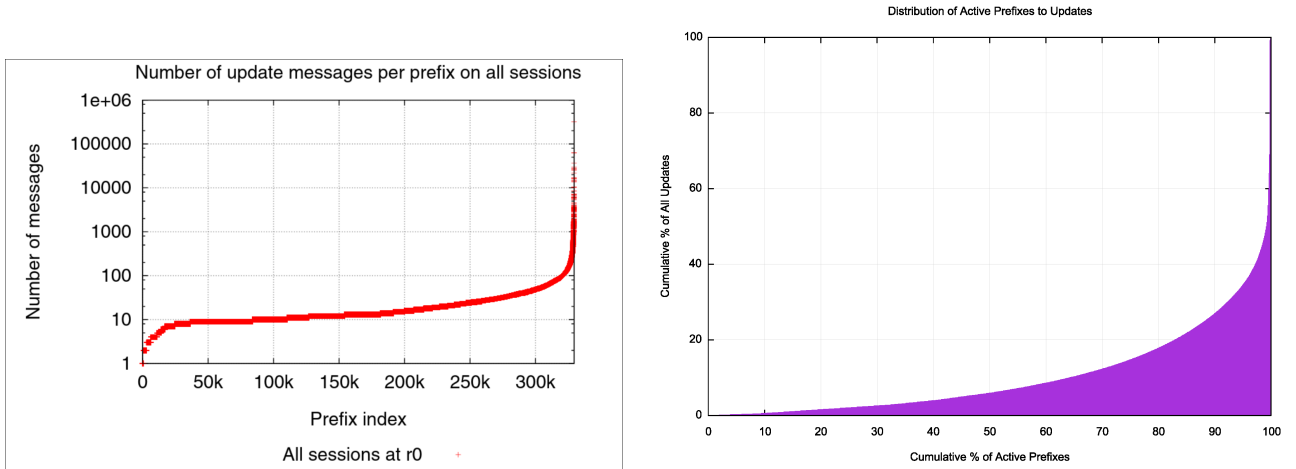 Number of update messages per prefix on all sessions
1e+06
100000
10000
1000
100
10
1
Number of messages
0 50k 100k 150k 200k 250k 300k
Prefix index
All sessions at r0
Distribution of Active Prefixes to Updates
100
80
60
40
20
0
Cumulative % of All Updates
0 10 20 30 40 50 60 70 80 90 100
Cumulative % of Active Prefixes